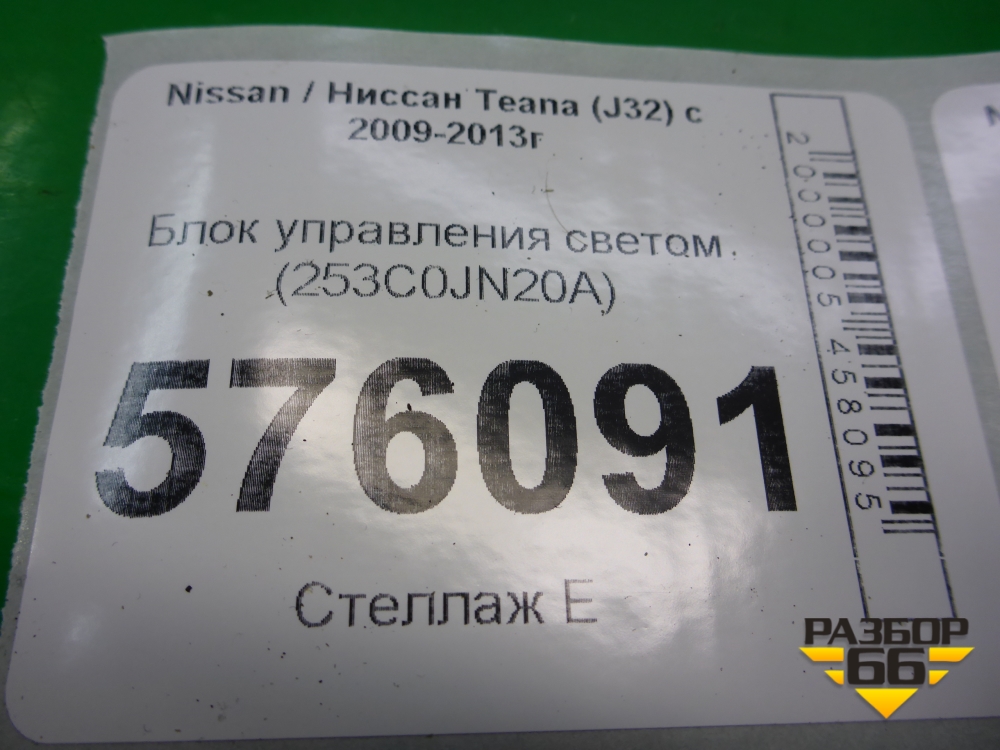 Nissan / Ниссан Teana (J32) с
2009-2013г
Блок управления светом.
(253C0JN20A)
576091
Стеллаж Е
2000005458095
РАЗБОР
66